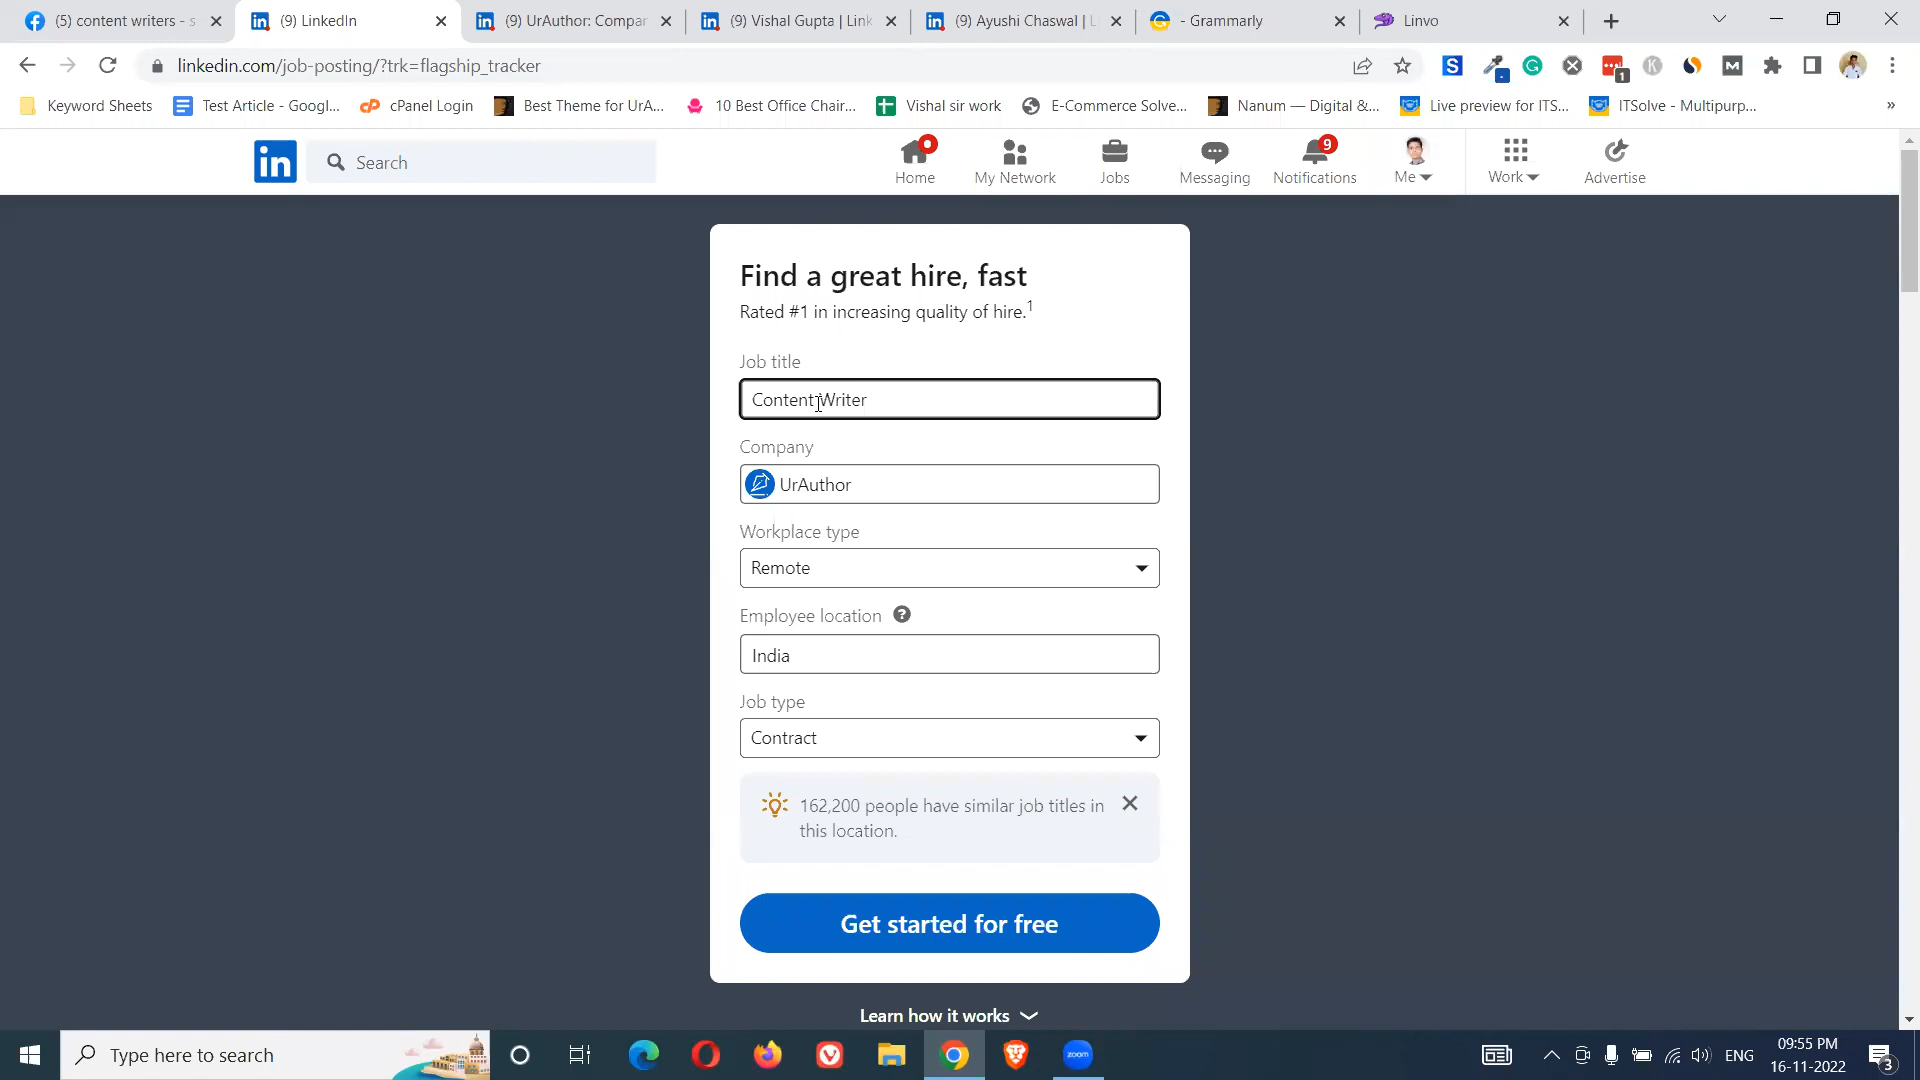 (5) content writers - s
(9) LinkedIn
(9) UrAuthor: Compan
(9) Vishal Gupta | Link
(9) Ayushi Chaswal | L
- Grammarly
Linvo
linkedin.com/job-posting/?trk=flagship_tracker
Keyword Sheets
Test Article - Googl...
cPanel Login
Best Theme for UrA...
10 Best Office Chair...
Vishal sir work
E-Commerce Solve...
Nanum — Digital &...
Live preview for ITS...
ITSolve - Multipurp...
»
in
Search
Home
My Network
Jobs
Messaging
9
Notifications
Me
Work
Advertise
Find a great hire, fast
Rated #1 in increasing quality of hire.1
Job title
Content Writer
Company
UrAuthor
Workplace type
Remote
Employee location
India
Job type
Contract
162,200 people have similar job titles in
this location.
Get started for free
Learn how it works
Type here to search
zoom
ENG
09:55 PM
16-11-2022
3